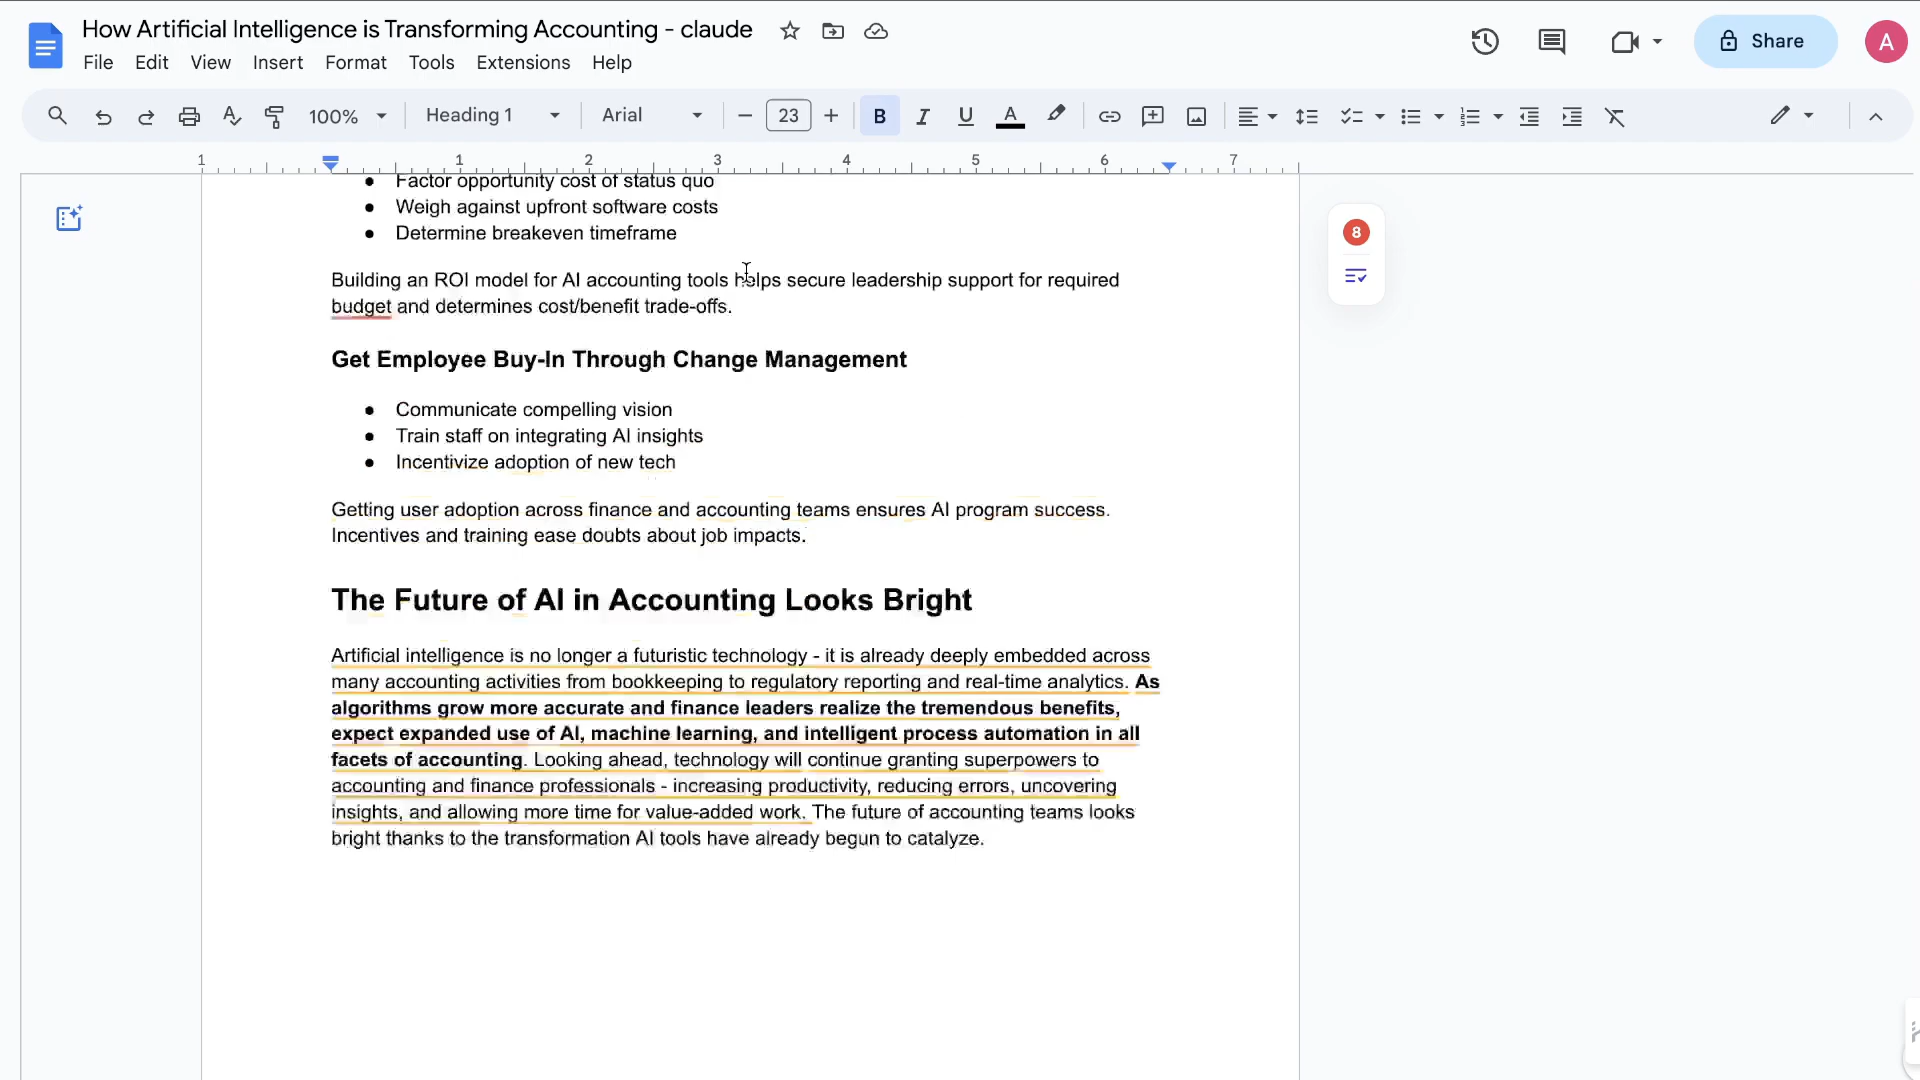 How Artificial Intelligence is Transforming Accounting - claude
File Edit View Insert Format Tools Extensions Help
Share
A
100% Heading 1 Arial 23 B I U A
1 1 2 3 4 5 6 7
Factor opportunity cost of status quo
Weigh against upfront software costs
Determine breakeven timeframe
8
Building an ROI model for AI accounting tools helps secure leadership support for required
budget and determines cost/benefit trade-offs.
Get Employee Buy-In Through Change Management
Communicate compelling vision
Train staff on integrating AI insights
Incentivize adoption of new tech
Getting user adoption across finance and accounting teams ensures AI program success.
Incentives and training ease doubts about job impacts.
The Future of AI in Accounting Looks Bright
Artificial intelligence is no longer a futuristic technology - it is already deeply embedded across
many accounting activities from bookkeeping to regulatory reporting and real-time analytics. As
algorithms grow more accurate and finance leaders realize the tremendous benefits,
expect expanded use of AI, machine learning, and intelligent process automation in all
facets of accounting. Looking ahead, technology will continue granting superpowers to
accounting and finance professionals - increasing productivity, reducing errors, uncovering
insights, and allowing more time for value-added work. The future of accounting teams looks
bright thanks to the transformation AI tools have already begun to catalyze.